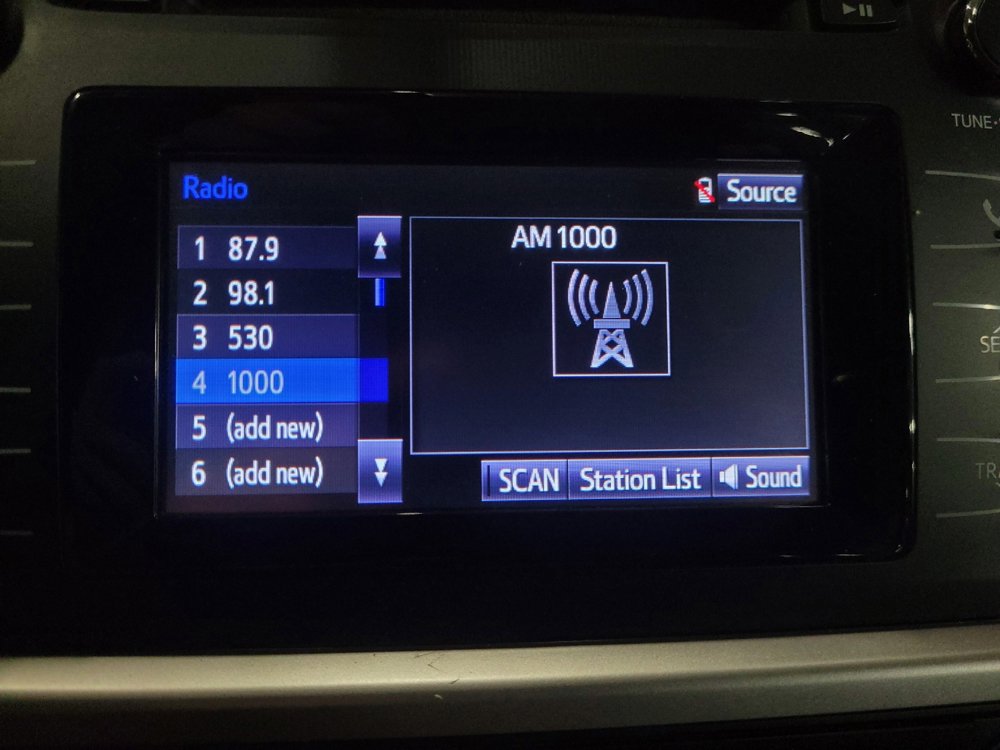 TUNE
Radio
Source
1 87.9
2 98.1
3 530
4 1000
5 (add new)
6 (add new)
AM 1000
SCAN
Station List
Sound